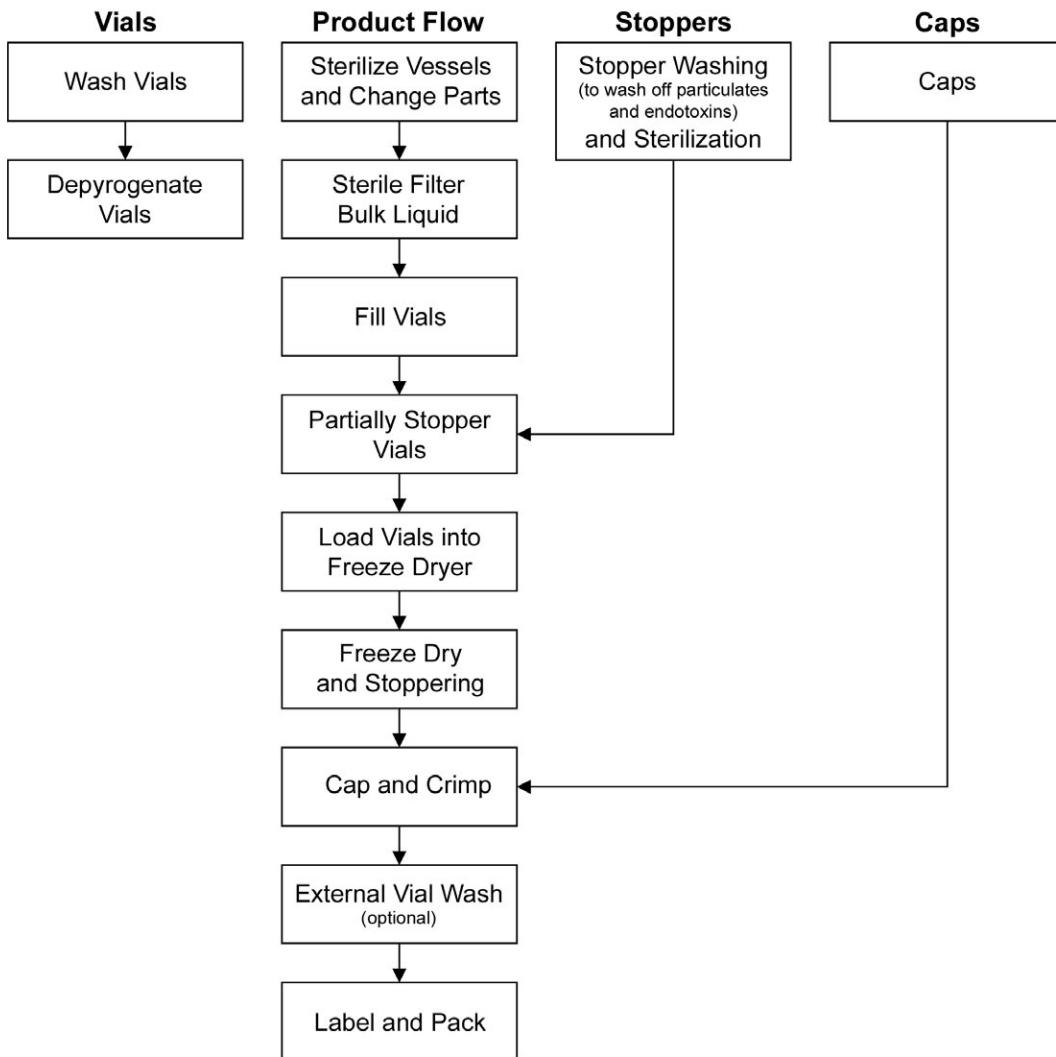 Vials
Wash Vials
Depyrogenate
Vials
Product Flow
Sterilize Vessels
and Change Parts
Sterile Filter
Bulk Liquid
Fill Vials
Partially Stopper
Vials
Load Vials into
Freeze Dryer
Freeze Dry
and Stoppering
Cap and Crimp
External Vial Wash
(optional)
Label and Pack
Stoppers
Stopper Washing
(to wash off particulates
and endotoxins)
and Sterilization
Caps
Caps